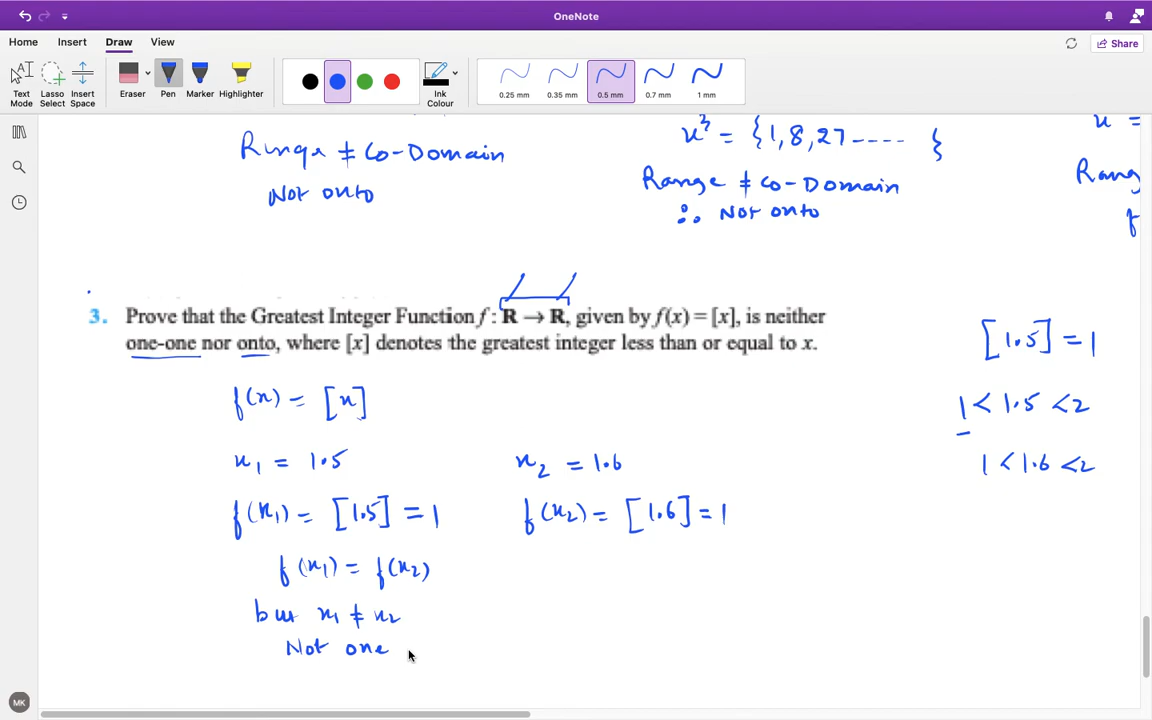 OneNote
Home Insert Draw View
Share
Text Mode
Lasso Select
Insert Space
Eraser
Pen
Marker
Highlighter
Ink Colour
0.25 mm
0.35 mm
0.5 mm
0.7 mm
1 mm
Range ≠ Co-Domain
Not onto
x³ = {1, 8, 27 ---- }
Range ≠ Co-Domain
∴ Not onto
x =
Rang
f
3. Prove that the Greatest Integer Function f : R → R, given by f(x) = [x], is neither
one-one nor onto, where [x] denotes the greatest integer less than or equal to x.
f(x) = [x]
x₁ = 1.5
x₂ = 1.6
f(x₁) = [1.5] = 1
f(x₂) = [1.6] = 1
f(x₁) = f(x₂)
but x₁ ≠ x₂
Not one
[1.5] = 1
1 < 1.5 < 2
1 < 1.6 < 2
MK